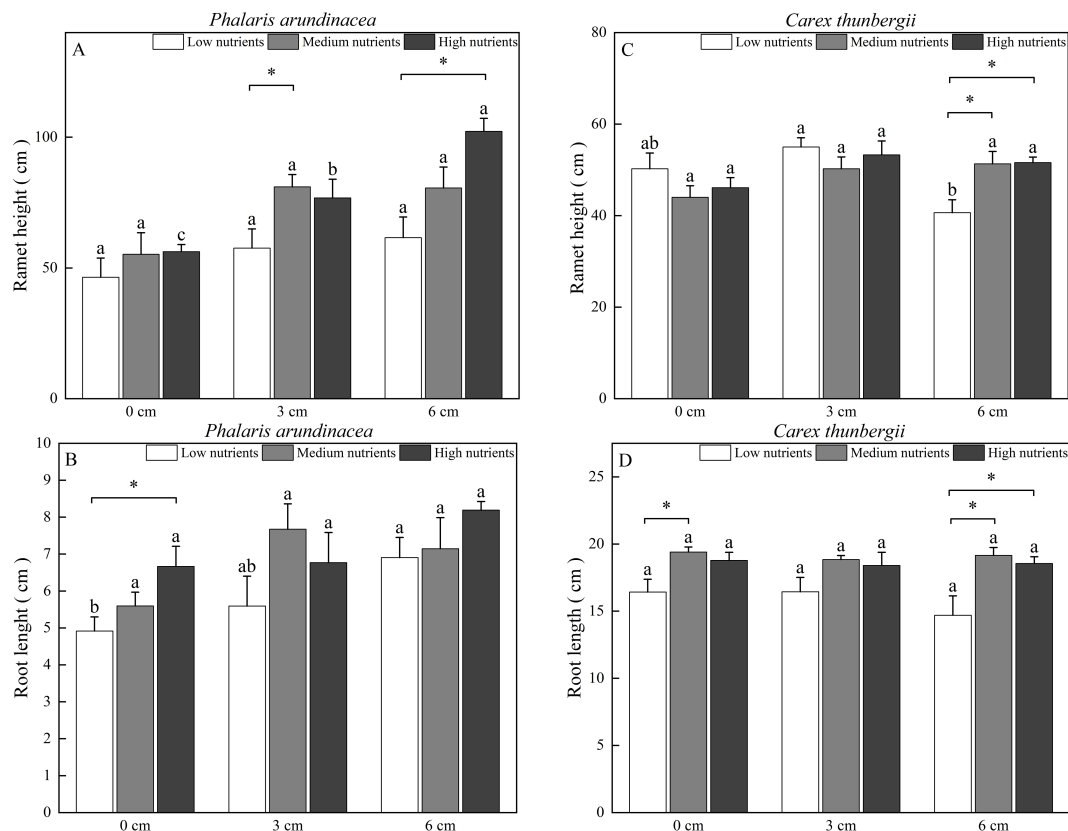 Phalaris arundinacea
A
Low nutrients Medium nutrients High nutrients
* *
a a c a a b a a a
Ramet height ( cm )
100
50
0
0 cm 3 cm 6 cm
Carex thunbergii
C
Low nutrients Medium nutrients High nutrients
* *
ab a a a a a b a a
Ramet height ( cm )
80
60
40
20
0
0 cm 3 cm 6 cm
Phalaris arundinacea
B
Low nutrients Medium nutrients High nutrients
*
b a a ab a a a a a
Root lenght ( cm )
10
9
8
7
6
5
4
3
2
1
0
0 cm 3 cm 6 cm
Carex thunbergii
D
Low nutrients Medium nutrients High nutrients
* * *
a a a a a a a a a
Root length ( cm )
25
20
15
10
5
0
0 cm 3 cm 6 cm